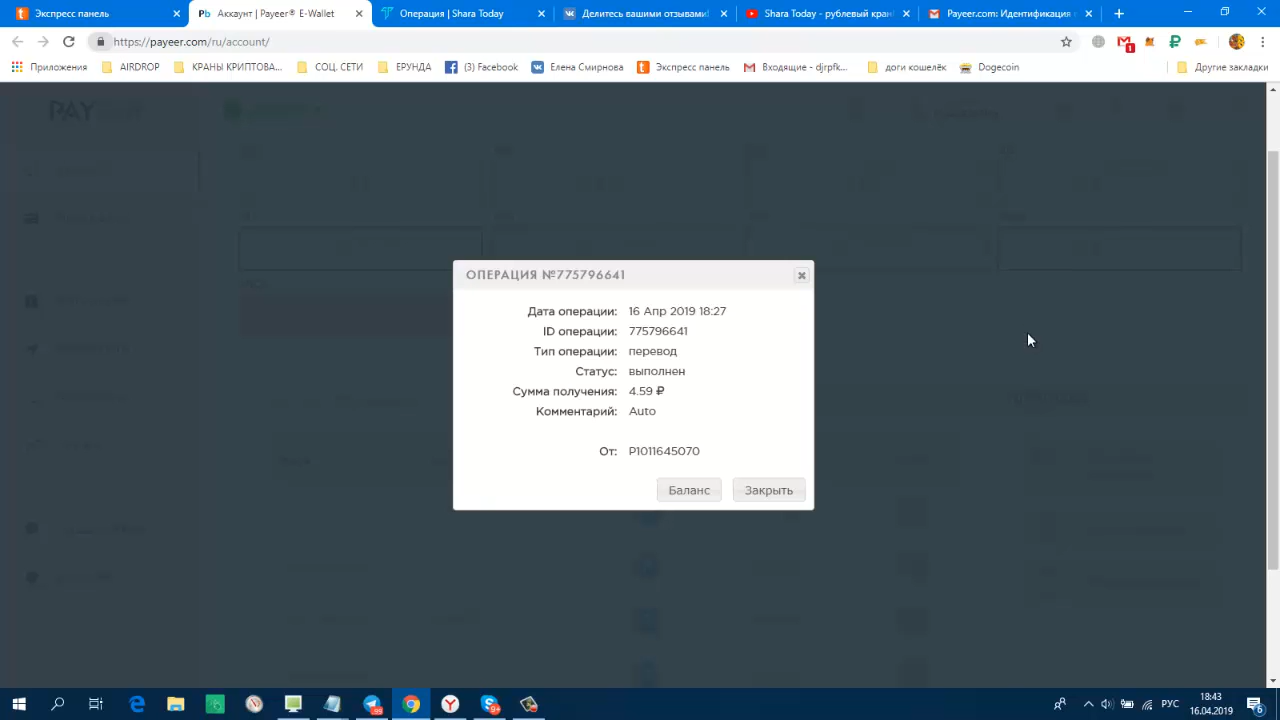 Экспресс панель
Аккаунт | Payeer® E-Wallet
Операция | Shara Today
Делитесь вашими отзывами!
Shara Today - рублевый кран
Payeer.com: Идентификация
https://payeer.com/ru/account/
1
Приложения
AIRDROP
КРАНЫ КРИПТОВА...
СОЦ. СЕТИ
ЕРУНДА
(3) Facebook
Елена Смирнова
Экспресс панель
Входящие - djrpfk...
доги кошелёк
Dogecoin
Другие закладки
PAY
ОПЕРАЦИЯ №775796641
Дата операции: 16 Апр 2019 18:27
ID операции: 775796641
Тип операции: перевод
Статус: выполнен
Сумма получения: 4.59 ₽
Комментарий: Auto
От: P1011645070
Баланс
Закрыть
РУС
18:43
16.04.2019